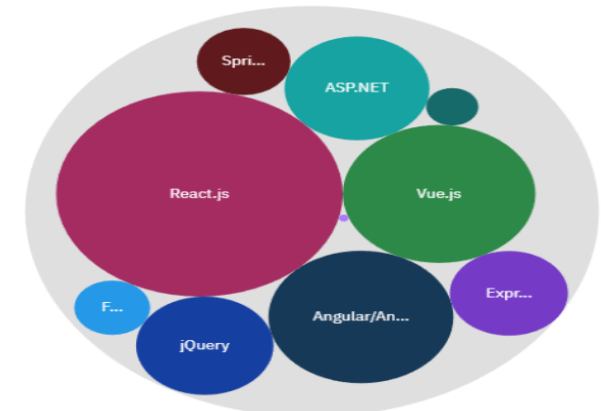 Spri...
ASP.NET
React.js
Vue.js
Expr...
F...
Angular/An...
jQuery